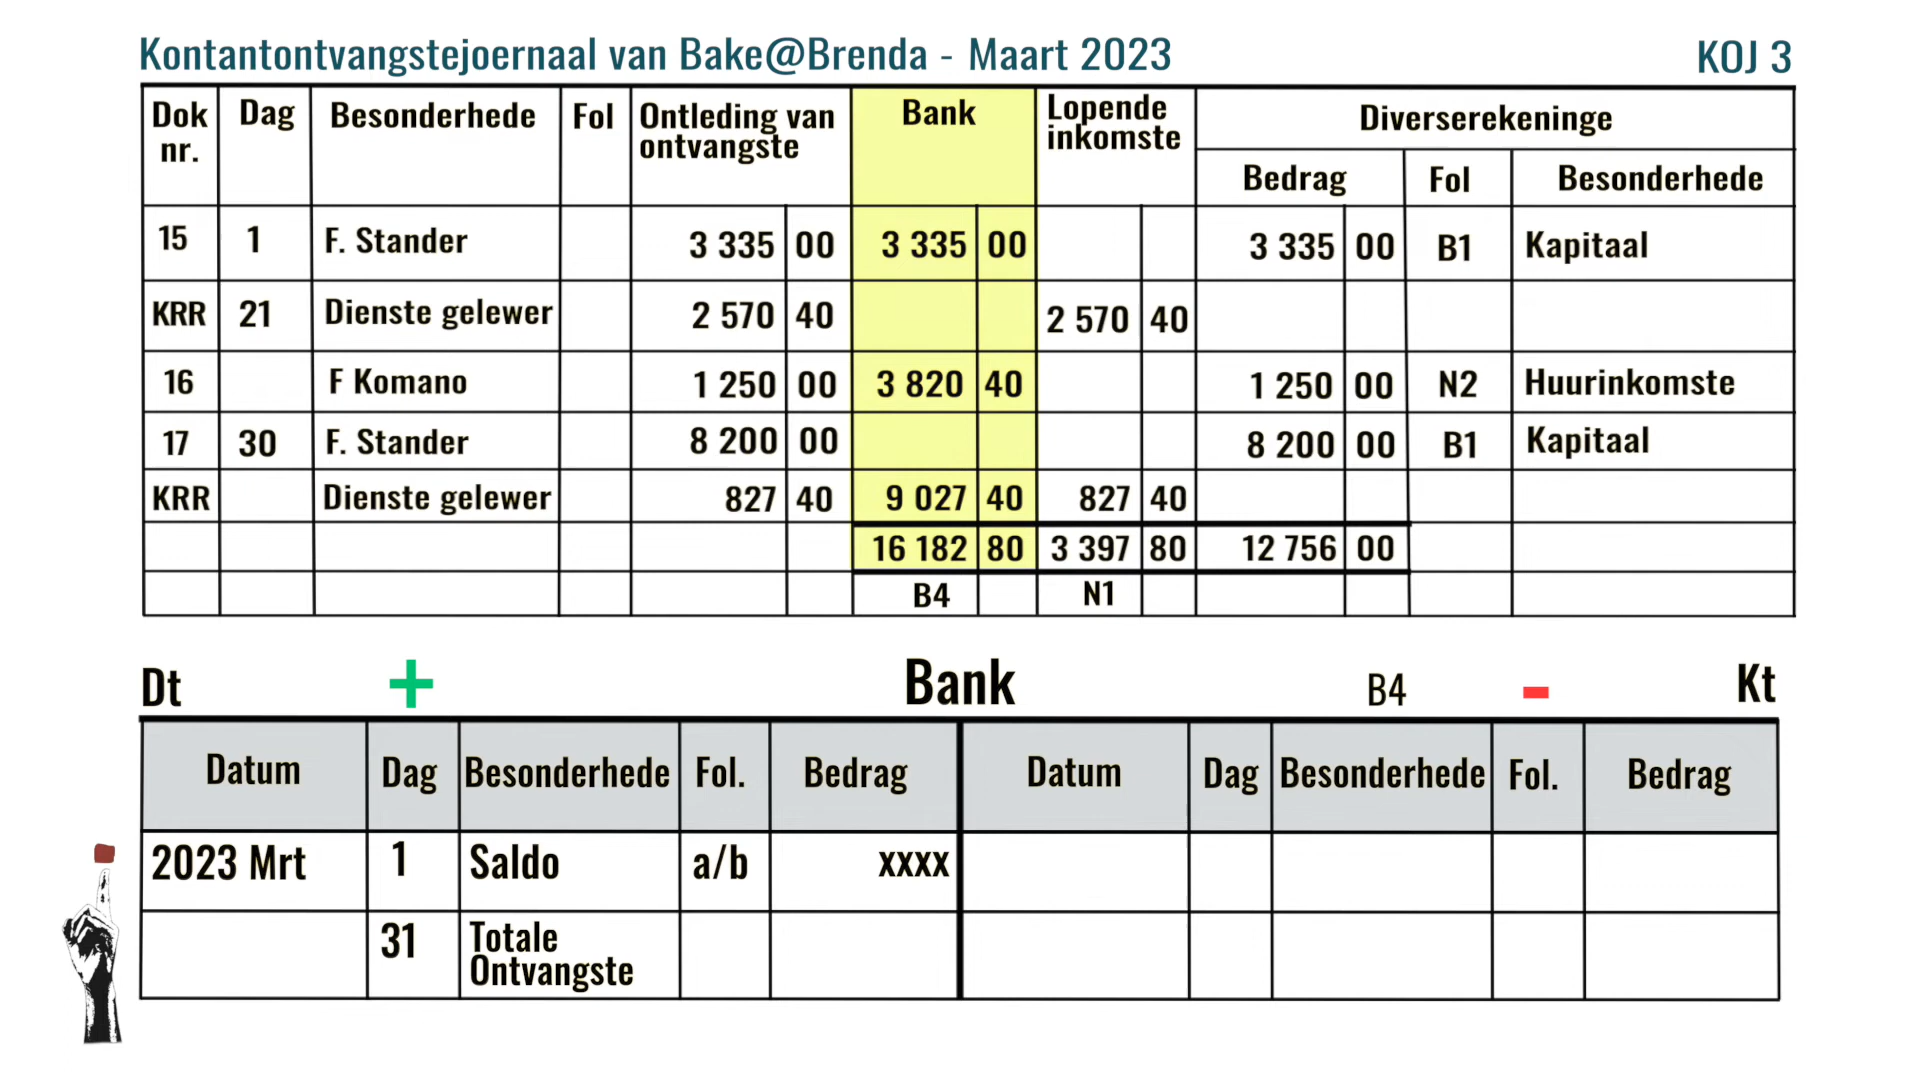 Kontantontvangstejoernaal van Bake@Brenda - Maart 2023 KOJ 3
Dok nr. Dag Besonderhede Fol Ontleding van ontvangste Bank Lopende inkomste Diverserekeninge
Bedrag Fol Besonderhede
15 1 F. Stander 3 335 00 3 335 00 3 335 00 B1 Kapitaal
KRR 21 Dienste gelewer 2 570 40 2 570 40
16 F Komano 1 250 00 3 820 40 1 250 00 N2 Huurinkomste
17 30 F. Stander 8 200 00 8 200 00 B1 Kapitaal
KRR Dienste gelewer 827 40 9 027 40 827 40
16 182 80 3 397 80 12 756 00
B4 N1
Dt + Bank B4 - Kt
Datum Dag Besonderhede Fol. Bedrag Datum Dag Besonderhede Fol. Bedrag
2023 Mrt 1 Saldo a/b xxxx
31 Totale
Ontvangste